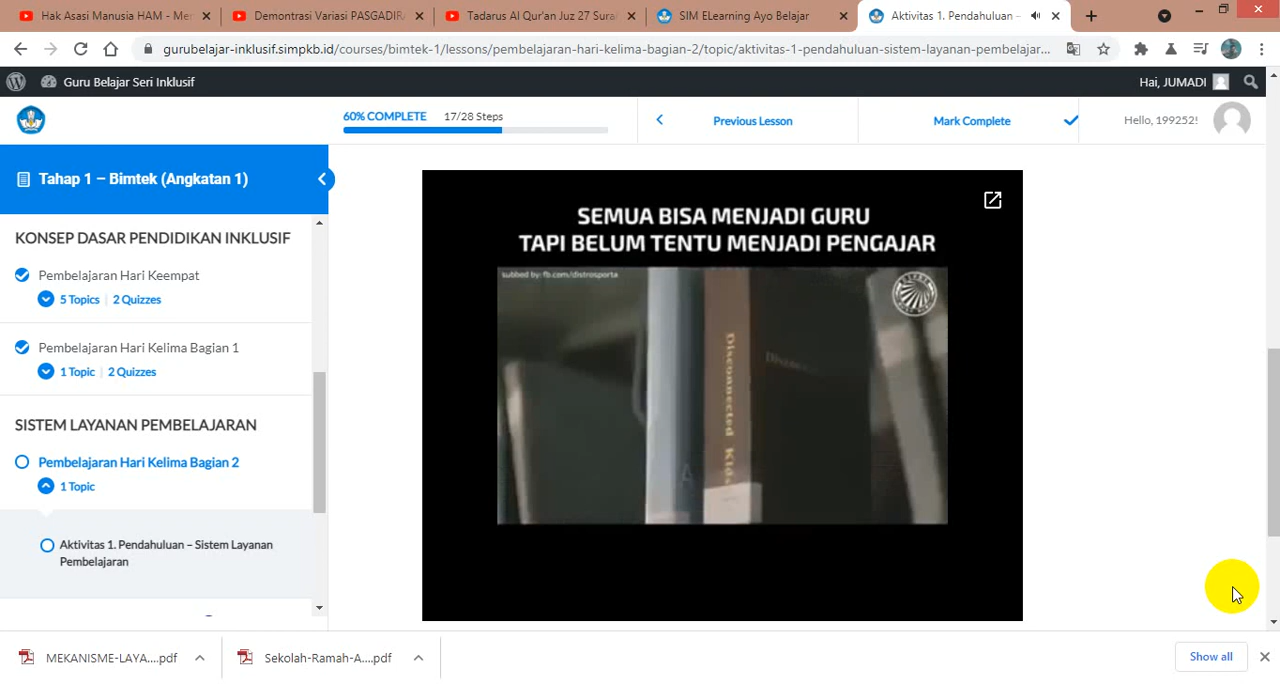 Hak Asasi Manusia HAM - Mer
Demontrasi Variasi PASGADIRA
Tadarus Al Qur'an Juz 27 Sural
SIM ELearning Ayo Belajar
Aktivitas 1. Pendahuluan –
gurubelajar-inklusif.simpkb.id/courses/bimtek-1/lessons/pembelajaran-hari-kelima-bagian-2/topic/aktivitas-1-pendahuluan-sistem-layanan-pembelajar...
Guru Belajar Seri Inklusif
Hai, JUMADI
60% COMPLETE 17/28 Steps
Previous Lesson
Mark Complete
Hello, 199252!
Tahap 1 – Bimtek (Angkatan 1)
KONSEP DASAR PENDIDIKAN INKLUSIF
Pembelajaran Hari Keempat
5 Topics | 2 Quizzes
Pembelajaran Hari Kelima Bagian 1
1 Topic | 2 Quizzes
SISTEM LAYANAN PEMBELAJARAN
Pembelajaran Hari Kelima Bagian 2
1 Topic
Aktivitas 1. Pendahuluan – Sistem Layanan
Pembelajaran
SEMUA BISA MENJADI GURU
TAPI BELUM TENTU MENJADI PENGAJAR
subbed by: fb.com/distrosporta
Disconnected Kids
MEKANISME-LAYA....pdf
Sekolah-Ramah-A....pdf
Show all